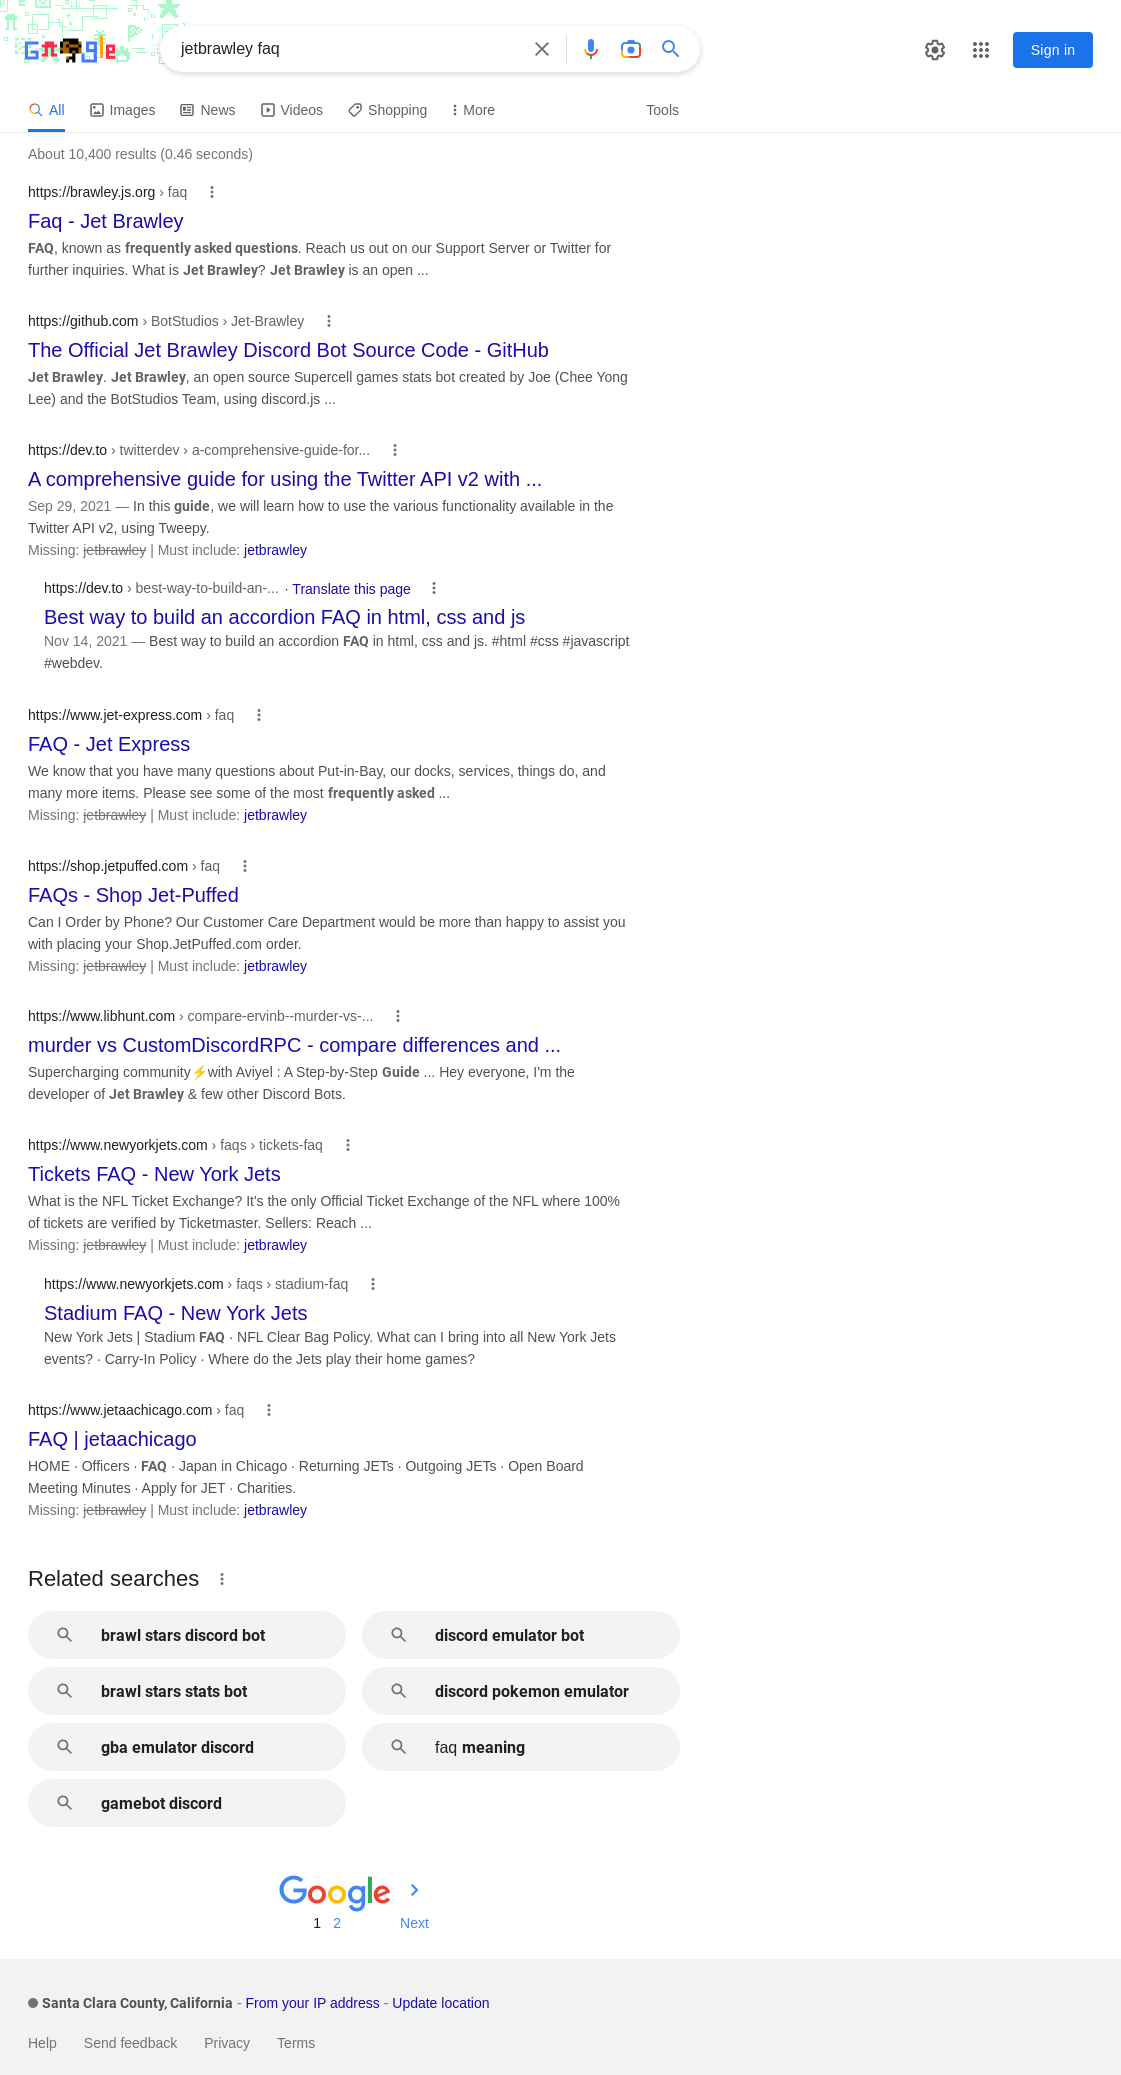 Google
jetbrawley faq
Sign in
All Images News Videos Shopping More Tools
About 10,400 results (0.46 seconds)
https://brawley.js.org › faq
Faq - Jet Brawley
FAQ, known as frequently asked questions. Reach us out on our Support Server or Twitter for
further inquiries. What is Jet Brawley? Jet Brawley is an open ...
https://github.com › BotStudios › Jet-Brawley
The Official Jet Brawley Discord Bot Source Code - GitHub
Jet Brawley. Jet Brawley, an open source Supercell games stats bot created by Joe (Chee Yong
Lee) and the BotStudios Team, using discord.js ...
https://dev.to › twitterdev › a-comprehensive-guide-for...
A comprehensive guide for using the Twitter API v2 with ...
Sep 29, 2021 — In this guide, we will learn how to use the various functionality available in the
Twitter API v2, using Tweepy.
Missing: jetbrawley | Must include: jetbrawley
https://dev.to › best-way-to-build-an-... · Translate this page
Best way to build an accordion FAQ in html, css and js
Nov 14, 2021 — Best way to build an accordion FAQ in html, css and js. #html #css #javascript
#webdev.
https://www.jet-express.com › faq
FAQ - Jet Express
We know that you have many questions about Put-in-Bay, our docks, services, things do, and
many more items. Please see some of the most frequently asked ...
Missing: jetbrawley | Must include: jetbrawley
https://shop.jetpuffed.com › faq
FAQs - Shop Jet-Puffed
Can I Order by Phone? Our Customer Care Department would be more than happy to assist you
with placing your Shop.JetPuffed.com order.
Missing: jetbrawley | Must include: jetbrawley
https://www.libhunt.com › compare-ervinb--murder-vs-...
murder vs CustomDiscordRPC - compare differences and ...
Supercharging community⚡with Aviyel : A Step-by-Step Guide ... Hey everyone, I'm the
developer of Jet Brawley & few other Discord Bots.
https://www.newyorkjets.com › faqs › tickets-faq
Tickets FAQ - New York Jets
What is the NFL Ticket Exchange? It's the only Official Ticket Exchange of the NFL where 100%
of tickets are verified by Ticketmaster. Sellers: Reach ...
Missing: jetbrawley | Must include: jetbrawley
https://www.newyorkjets.com › faqs › stadium-faq
Stadium FAQ - New York Jets
New York Jets | Stadium FAQ · NFL Clear Bag Policy. What can I bring into all New York Jets
events? · Carry-In Policy · Where do the Jets play their home games?
https://www.jetaachicago.com › faq
FAQ | jetaachicago
HOME · Officers · FAQ · Japan in Chicago · Returning JETs · Outgoing JETs · Open Board
Meeting Minutes · Apply for JET · Charities.
Missing: jetbrawley | Must include: jetbrawley
Related searches
brawl stars discord bot
discord emulator bot
brawl stars stats bot
discord pokemon emulator
gba emulator discord
faq meaning
gamebot discord
Google
1 2 Next
Santa Clara County, California - From your IP address - Update location
Help Send feedback Privacy Terms